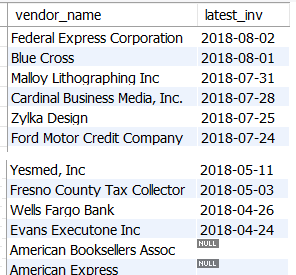 vendor_name latest_inv
Federal Express Corporation 2018-08-02
Blue Cross 2018-08-01
Malloy Lithographing Inc 2018-07-31
Cardinal Business Media, Inc. 2018-07-28
Zylka Design 2018-07-25
Ford Motor Credit Company 2018-07-24
Yesmed, Inc 2018-05-11
Fresno County Tax Collector 2018-05-03
Wells Fargo Bank 2018-04-26
Evans Executone Inc 2018-04-24
American Booksellers Assoc NULL
American Express NULL